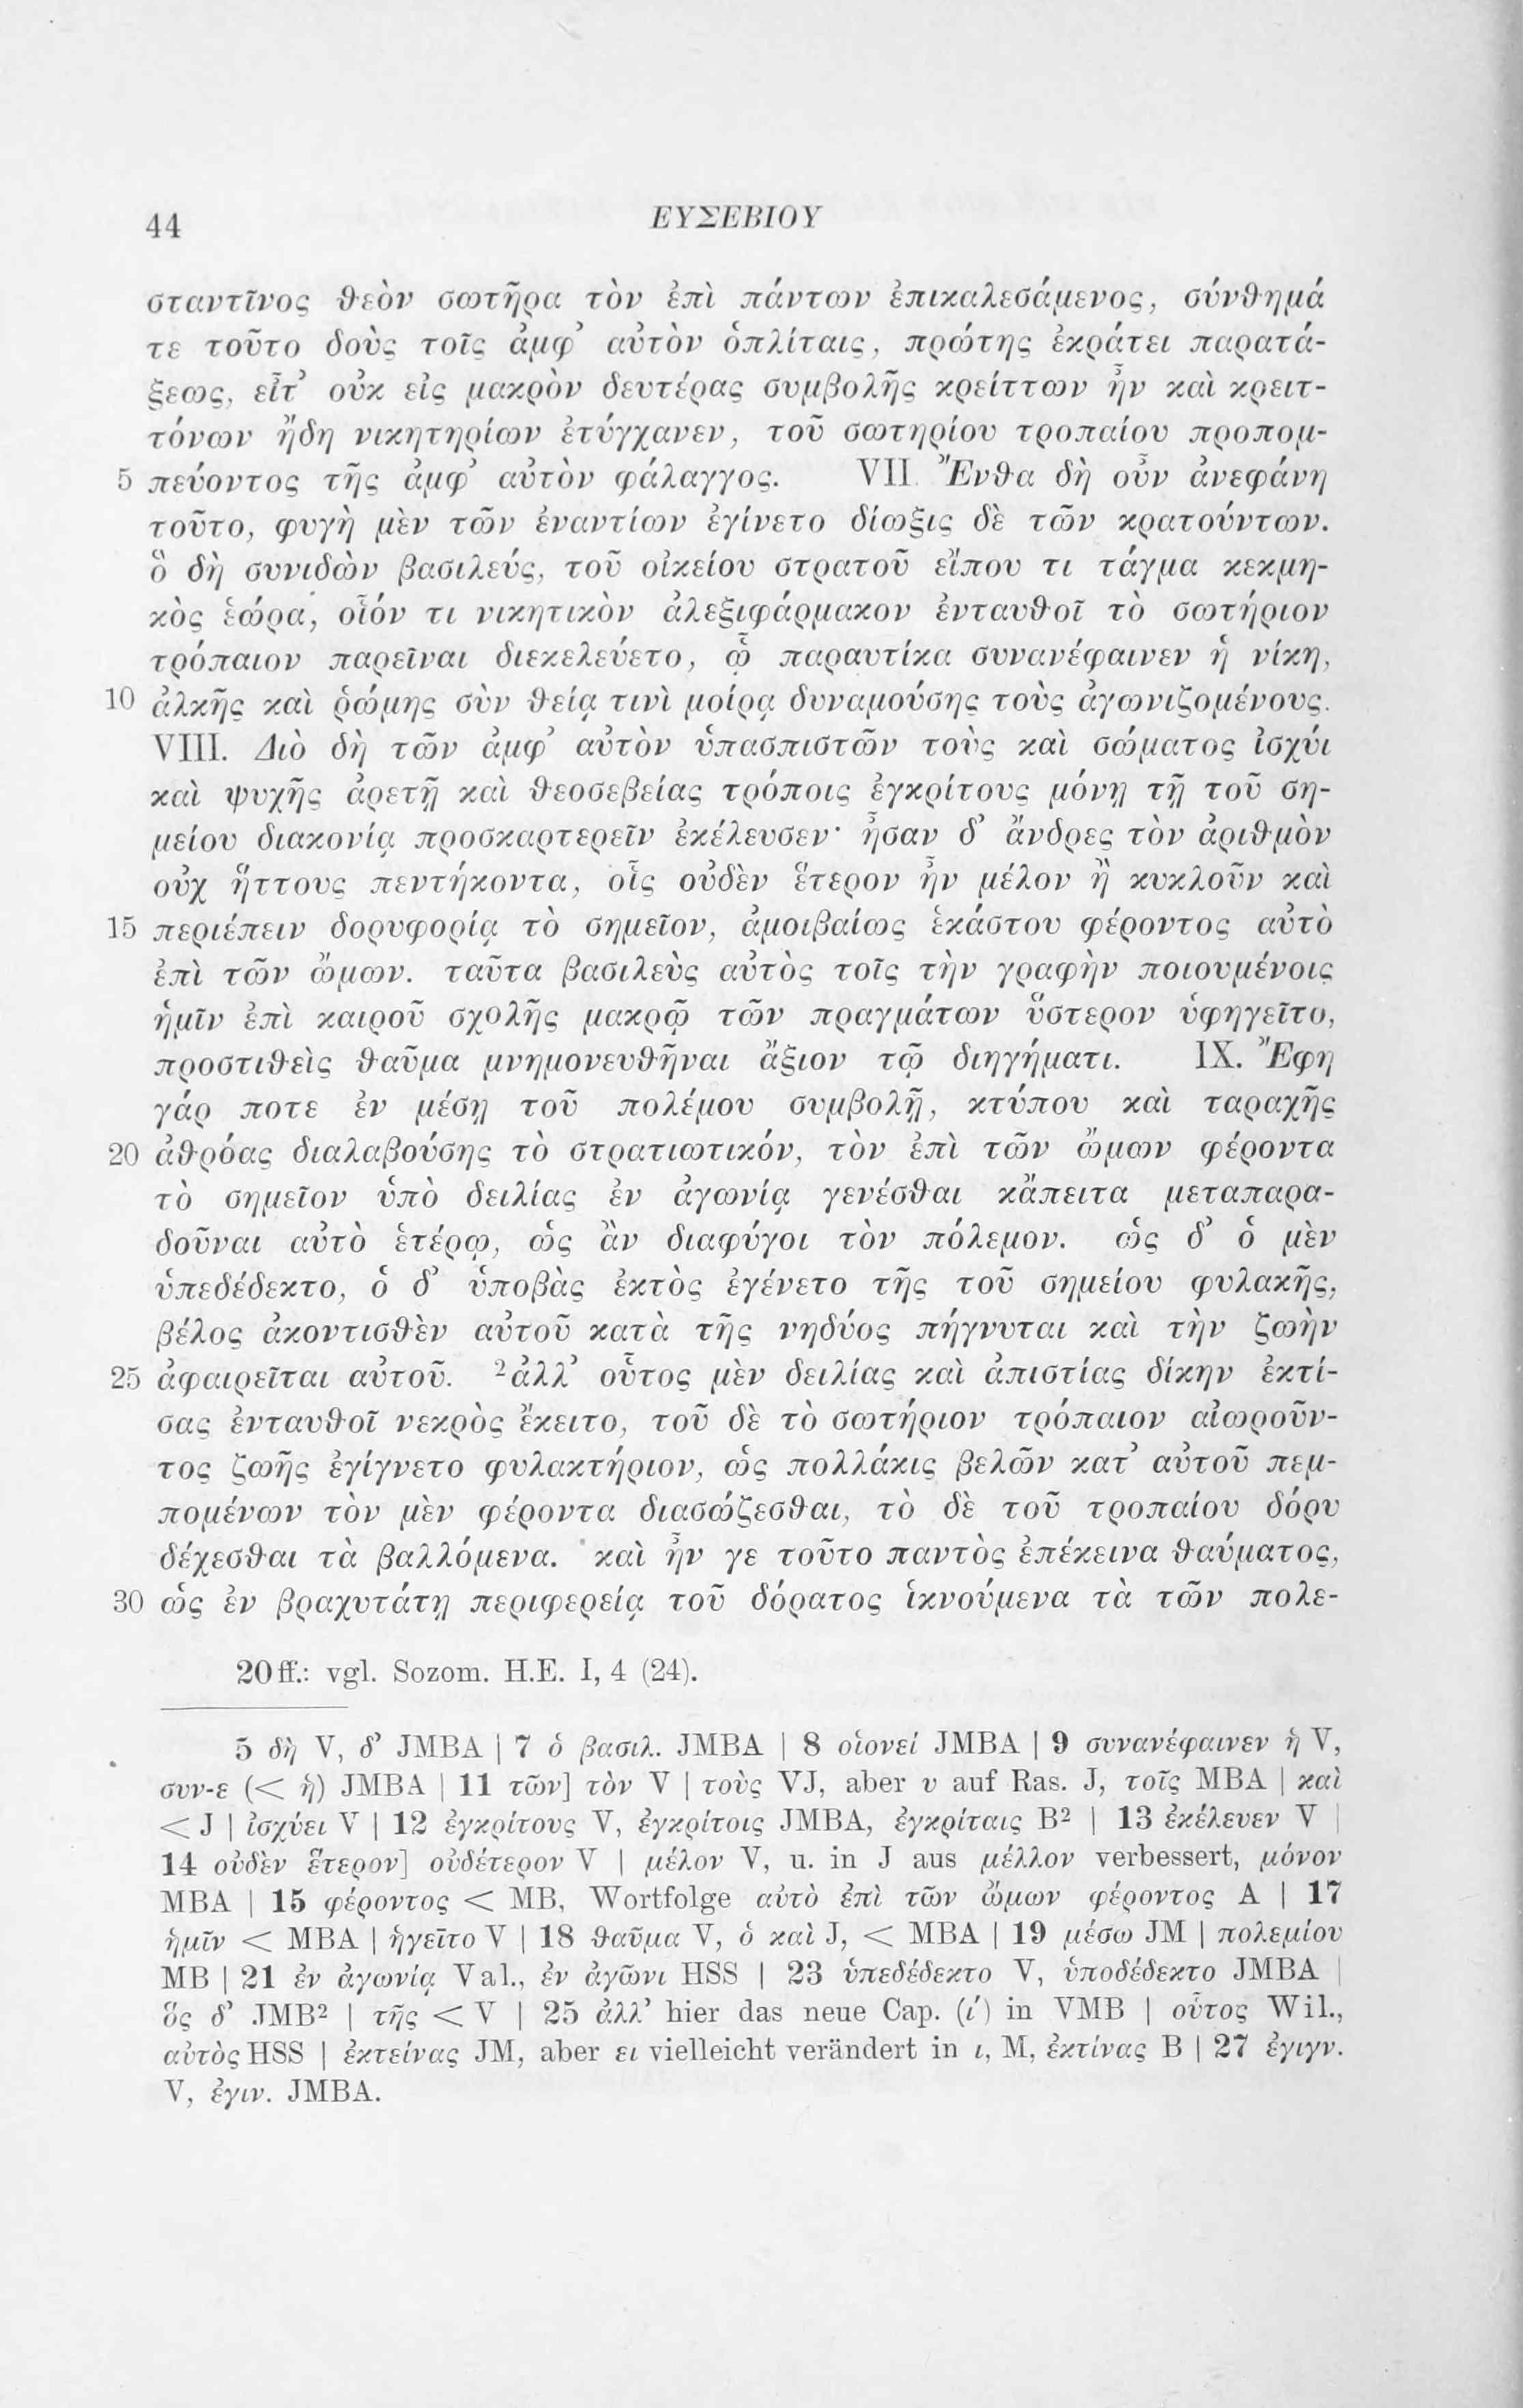 44
ΕΥΣΕΒΙΟΥ
σταντῖνος θεὸν σωτῆρα τὸν ἐπὶ πάντων ἐπικαλεσάμενος, σύνθημά
τε τοῦτο δοὺς τοῖς ἀμφ' αὐτὸν ὁπλίταις, πρώτης ἐκράτει παρατά-
ξεως, εἶτ' οὐκ εἰς μακρὸν δευτέρας συμβολῆς κρείττων ἦν καὶ κρειτ-
τόνων ἤδη νικητηρίων ἐτύγχανεν, τοῦ σωτηρίου τροπαίου προπομ-
5 πεύοντος τῆς ἀμφ' αὐτὸν φάλαγγος. VII. Ἔνθα δὴ οὖν ἀνεφάνη
τοῦτο, φυγὴ μὲν τῶν ἐναντίων ἐγίνετο δίωξις δὲ τῶν κρατούντων.
ὃ δὴ συνιδὼν βασιλεύς, τοῦ οἰκείου στρατοῦ εἴπου τι τάγμα κεκμη-
κὸς ἑώρα, οἷόν τι νικητικὸν ἀλεξιφάρμακον ἐνταυθοῖ τὸ σωτήριον
τρόπαιον παρεῖναι διεκελεύετο, ᾧ παραυτίκα συνανέφαινεν ἡ νίκη,
10 ἀλκῆς καὶ ῥώμης σὺν θείᾳ τινὶ μοίρᾳ δυναμούσης τοὺς ἀγωνιζομένους.
VIII. Διὸ δὴ τῶν ἀμφ' αὐτὸν ὑπασπιστῶν τοὺς καὶ σώματος ἰσχύι
καὶ ψυχῆς ἀρετῇ καὶ θεοσεβείας τρόποις ἐγκρίτους μόνῃ τῇ τοῦ ση-
μείου διακονίᾳ προσκαρτερεῖν ἐκέλευσεν· ἦσαν δ' ἄνδρες τὸν ἀριθμὸν
οὐχ ἥττους πεντήκοντα, οἷς οὐδὲν ἕτερον ἦν μέλον ἢ κυκλοῦν καὶ
15 περιέπειν δορυφορίᾳ τὸ σημεῖον, ἀμοιβαίως ἑκάστου φέροντος αὐτὸ
ἐπὶ τῶν ὤμων. ταῦτα βασιλεὺς αὐτὸς τοῖς τὴν γραφὴν ποιουμένοις
ἡμῖν ἐπὶ καιροῦ σχολῆς μακρῷ τῶν πραγμάτων ὕστερον ὑφηγεῖτο,
προστιθεὶς θαῦμα μνημονευθῆναι ἄξιον τῷ διηγήματι. IX. Ἔφη
γάρ ποτε ἐν μέσῃ τοῦ πολέμου συμβολῇ, κτύπου καὶ ταραχῆς
20 ἀθρόας διαλαβούσης τὸ στρατιωτικόν, τὸν ἐπὶ τῶν ὤμων φέροντα
τὸ σημεῖον ὑπὸ δειλίας ἐν ἀγωνίᾳ γενέσθαι κἄπειτα μεταπαρα-
δοῦναι αὐτὸ ἑτέρῳ, ὡς ἂν διαφύγοι τὸν πόλεμον. ὡς δ' ὁ μὲν
ὑπεδέδεκτο, ὁ δ' ὑποβὰς ἐκτὸς ἐγένετο τῆς τοῦ σημείου φυλακῆς,
βέλος ἀκοντισθὲν αὐτοῦ κατὰ τῆς νηδύος πήγνυται καὶ τὴν ζωὴν
25 ἀφαιρεῖται αὐτοῦ. ²ἀλλ' οὗτος μὲν δειλίας καὶ ἀπιστίας δίκην ἐκτί-
σας ἐνταυθοῖ νεκρὸς ἔκειτο, τοῦ δὲ τὸ σωτήριον τρόπαιον αἰωροῦν-
τος ζωῆς ἐγίγνετο φυλακτήριον, ὡς πολλάκις βελῶν κατ' αὐτοῦ πεμ-
πομένων τὸν μὲν φέροντα διασώζεσθαι, τὸ δὲ τοῦ τροπαίου δόρυ
δέχεσθαι τὰ βαλλόμενα. καὶ ἦν γε τοῦτο παντὸς ἐπέκεινα θαύματος,
30 ὡς ἐν βραχυτάτῃ περιφερείᾳ τοῦ δόρατος ἱκνούμενα τὰ τῶν πολε-
20 ff.: vgl. Sozom. H.E. I, 4 (24).
5 δὴ V, δ' JMBA | 7 ὁ βασιλ. JMBA | 8 οἱονεί JMBA | 9 συνανέφαινεν ἡ V,
συν-ε (< ἡ) JMBA | 11 τῶν] τὸν V | τοὺς VJ, aber υ auf Ras. J, τοῖς MBA | καὶ
< J | ἰσχύει V | 12 ἐγκρίτους V, ἐγκρίτοις JMBA, ἐγκρίταις B² | 13 ἐκέλευεν V |
14 οὐδὲν ἕτερον] οὐδέτερον V | μέλον V, u. in J aus μέλλον verbessert, μόνον
MBA | 15 φέροντος < MB, Wortfolge αὐτὸ ἐπὶ τῶν ὤμων φέροντος A | 17
ἡμῖν < MBA | ἡγεῖτο V | 18 θαῦμα V, ὁ καὶ J, < MBA | 19 μέσω JM | πολεμίου
MB | 21 ἐν ἀγωνίᾳ Val., ἐν ἀγῶνι HSS | 23 ὑπεδέδεκτο V, ὑποδέδεκτο JMBA |
ὃς δ' JMB² | τῆς < V | 25 ἀλλ' hier das neue Cap. (ί) in VMB | οὗτος Wil.,
αὐτὸς HSS | ἐκτείνας JM, aber ει vielleicht verändert in ι, M, ἐκτίνας B | 27 ἐγιγν.
V, ἐγιν. JMBA.